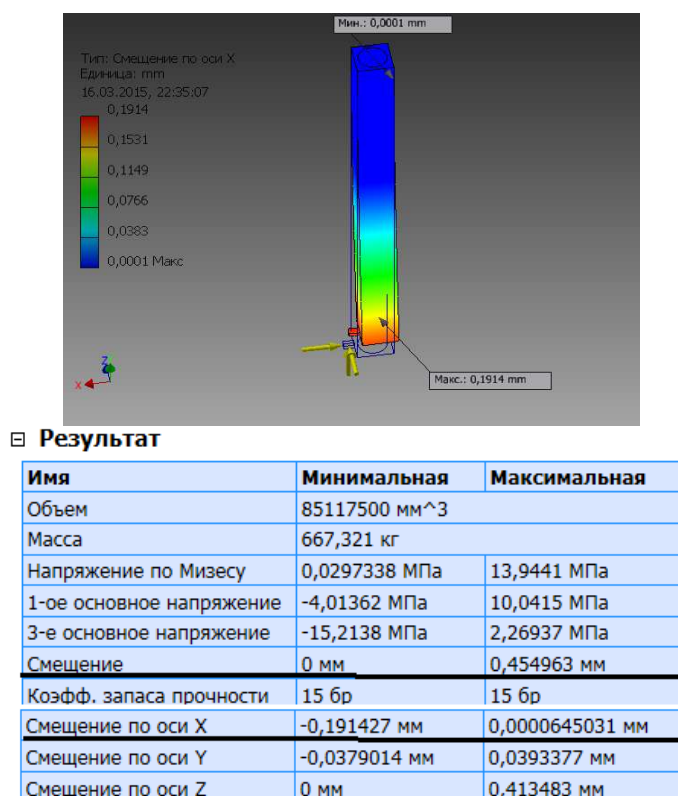 Мин.: 0,0001 mm
Тип: Смещение по оси X
Единица: mm
16.03.2015, 22:35:07
0,1914
0,1531
0,1149
0,0766
0,0383
0,0001 Макс
Макс.: 0,1914 mm
Z
X
Результат
Имя Минимальная Максимальная
Объем 85117500 мм^3
Масса 667,321 кг
Напряжение по Мизесу 0,0297338 МПа 13,9441 МПа
1-ое основное напряжение -4,01362 МПа 10,0415 МПа
3-е основное напряжение -15,2138 МПа 2,26937 МПа
Смещение 0 мм 0,454963 мм
Коэфф. запаса прочности 15 бр 15 бр
Смещение по оси X -0,191427 мм 0,0000645031 мм
Смещение по оси Y -0,0379014 мм 0,0393377 мм
Смещение по оси Z 0 мм 0,413483 мм